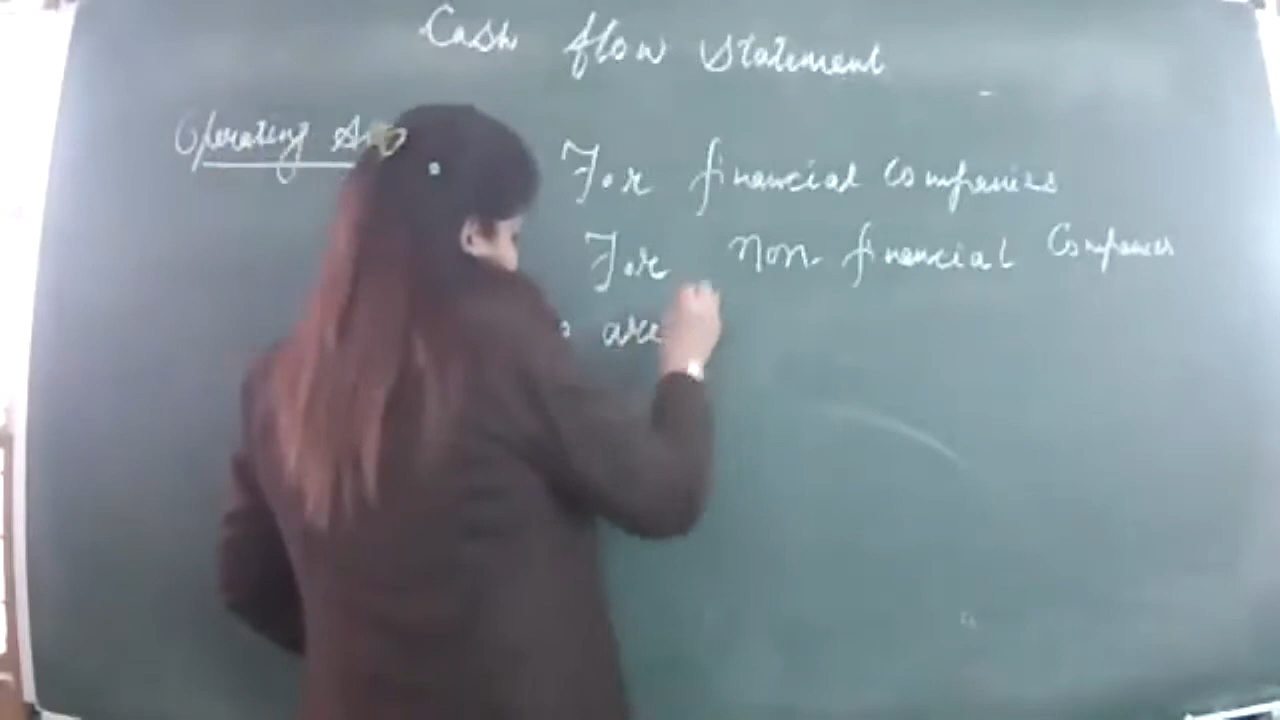 Cash flow statement
Operating
For financial companies
For non-financial Companies
are